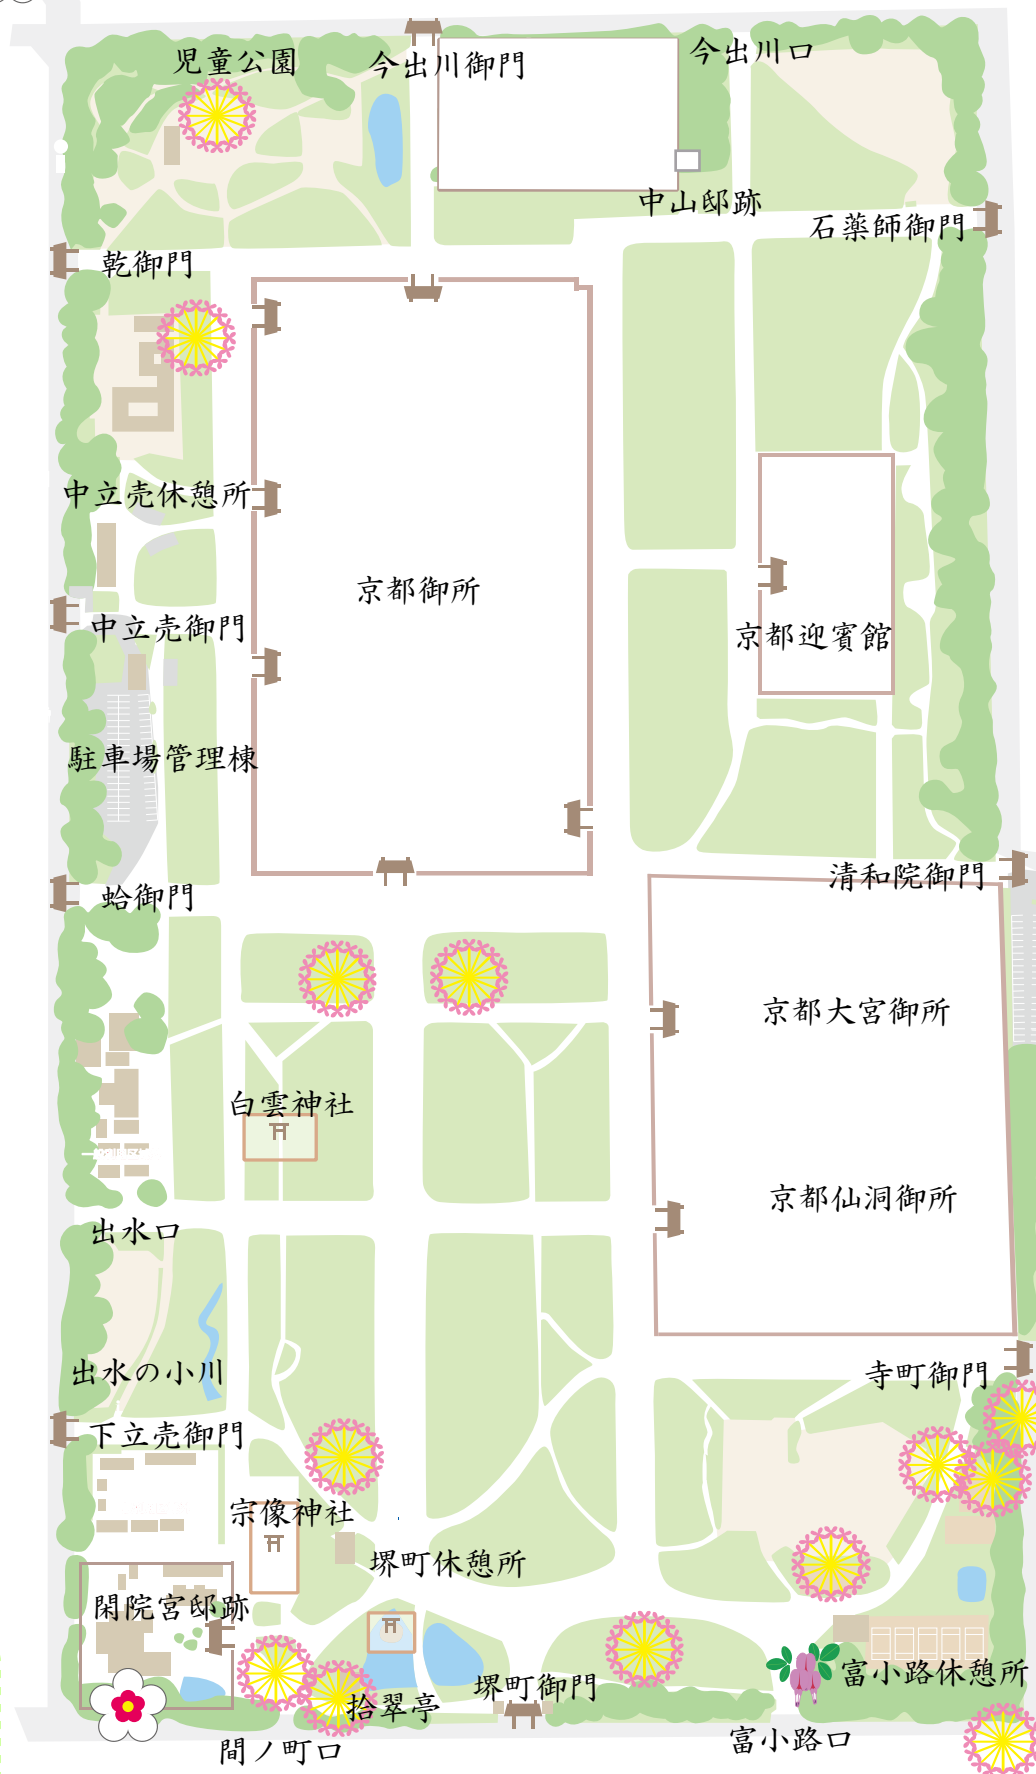 児童公園
今出川御門
今出川口
中山邸跡
石薬師御門
乾御門
中立売休憩所
京都御所
中立売御門
京都迎賓館
駐車場管理棟
清和院御門
蛤御門
京都大宮御所
白雲神社
京都仙洞御所
出水口
出水の小川
寺町御門
下立売御門
宗像神社
堺町休憩所
閑院宮邸跡
富小路休憩所
堺町御門
拾翠亭
富小路口
間ノ町口